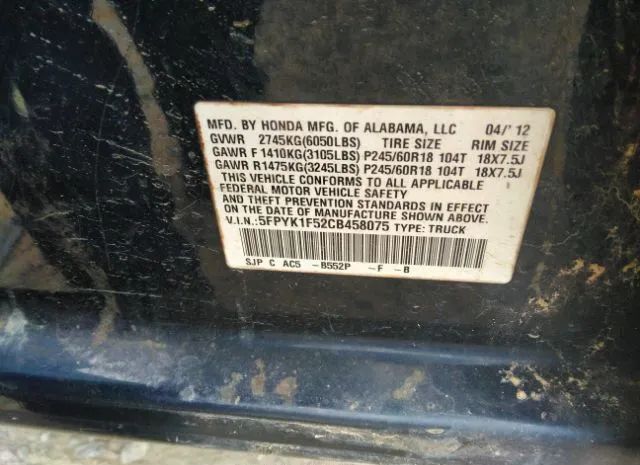 MFD. BY HONDA MFG. OF ALABAMA, LLC 04/'12
GVWR 2745KG(6050LBS) TIRE SIZE RIM SIZE
GAWR F 1410KG(3105LBS) P245/60R18 104T 18X7.5J
GAWR R1475KG(3245LBS) P245/60R18 104T 18X7.5J
THIS VEHICLE CONFORMS TO ALL APPLICABLE
FEDERAL MOTOR VEHICLE SAFETY
AND THEFT PREVENTION STANDARDS IN EFFECT
ON THE DATE OF MANUFACTURE SHOWN ABOVE.
V.I.N.:5FPYK1F52CB458075 TYPE: TRUCK
SJP C AC5 -B552P -F -B